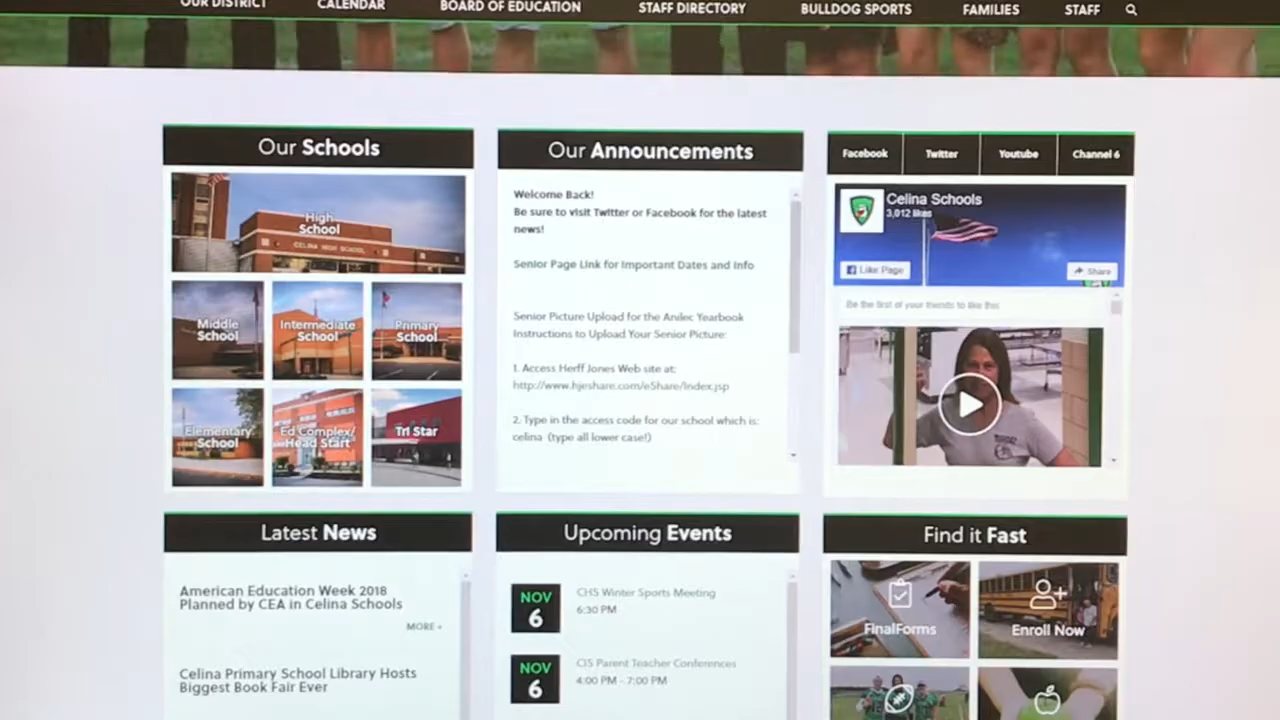 OUR DISTRICT CALENDAR BOARD OF EDUCATION STAFF DIRECTORY BULLDOG SPORTS FAMILIES STAFF
Our Schools
High
School
CELINA HIGH SCHOOL
Middle
School
Intermediate
School
Primary
School
Elementary
School
Ed Complex/
Head Start
Tri Star
Our Announcements
Welcome Back!
Be sure to visit Twitter or Facebook for the latest
news!
Senior Page Link for Important Dates and Info
Senior Picture Upload for the Anilec Yearbook
Instructions to Upload Your Senior Picture:
1. Access Herff Jones Web site at:
http://www.hjeshare.com/eShare/index.jsp
2. Type in the access code for our school which is:
celina (type all lower case!)
Facebook Twitter Youtube Channel 6
Celina Schools
3,012 likes
Like Page
Share
Be the first of your friends to like this
Latest News
American Education Week 2018
Planned by CEA in Celina Schools
MORE +
Celina Primary School Library Hosts
Biggest Book Fair Ever
Upcoming Events
NOV
6
CHS Winter Sports Meeting
6:30 PM
NOV
6
CIS Parent Teacher Conferences
4:00 PM - 7:00 PM
Find it Fast
FinalForms
Enroll Now